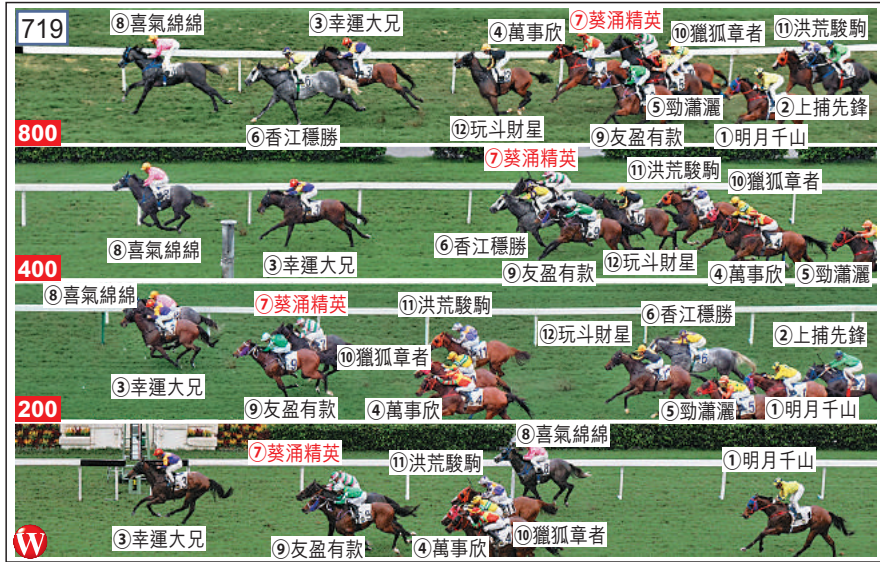 719
⑧喜氣綿綿
③幸運大兄
④萬事欣
⑦葵涌精英
⑩獵狐章者
⑪洪荒駿駒
⑥香江穩勝
⑫玩斗財星
⑨友盈有款
⑤勁瀟灑
①明月千山
②上捕先鋒
800
⑦葵涌精英
⑪洪荒駿駒
⑩獵狐章者
⑧喜氣綿綿
③幸運大兄
⑥香江穩勝
⑨友盈有款
⑫玩斗財星
④萬事欣
⑤勁瀟灑
400
⑧喜氣綿綿
⑦葵涌精英
⑪洪荒駿駒
⑫玩斗財星
⑥香江穩勝
②上捕先鋒
③幸運大兄
⑨友盈有款
⑩獵狐章者
④萬事欣
⑤勁瀟灑
①明月千山
200
⑦葵涌精英
⑪洪荒駿駒
⑧喜氣綿綿
①明月千山
③幸運大兄
⑨友盈有款
④萬事欣
⑩獵狐章者
W